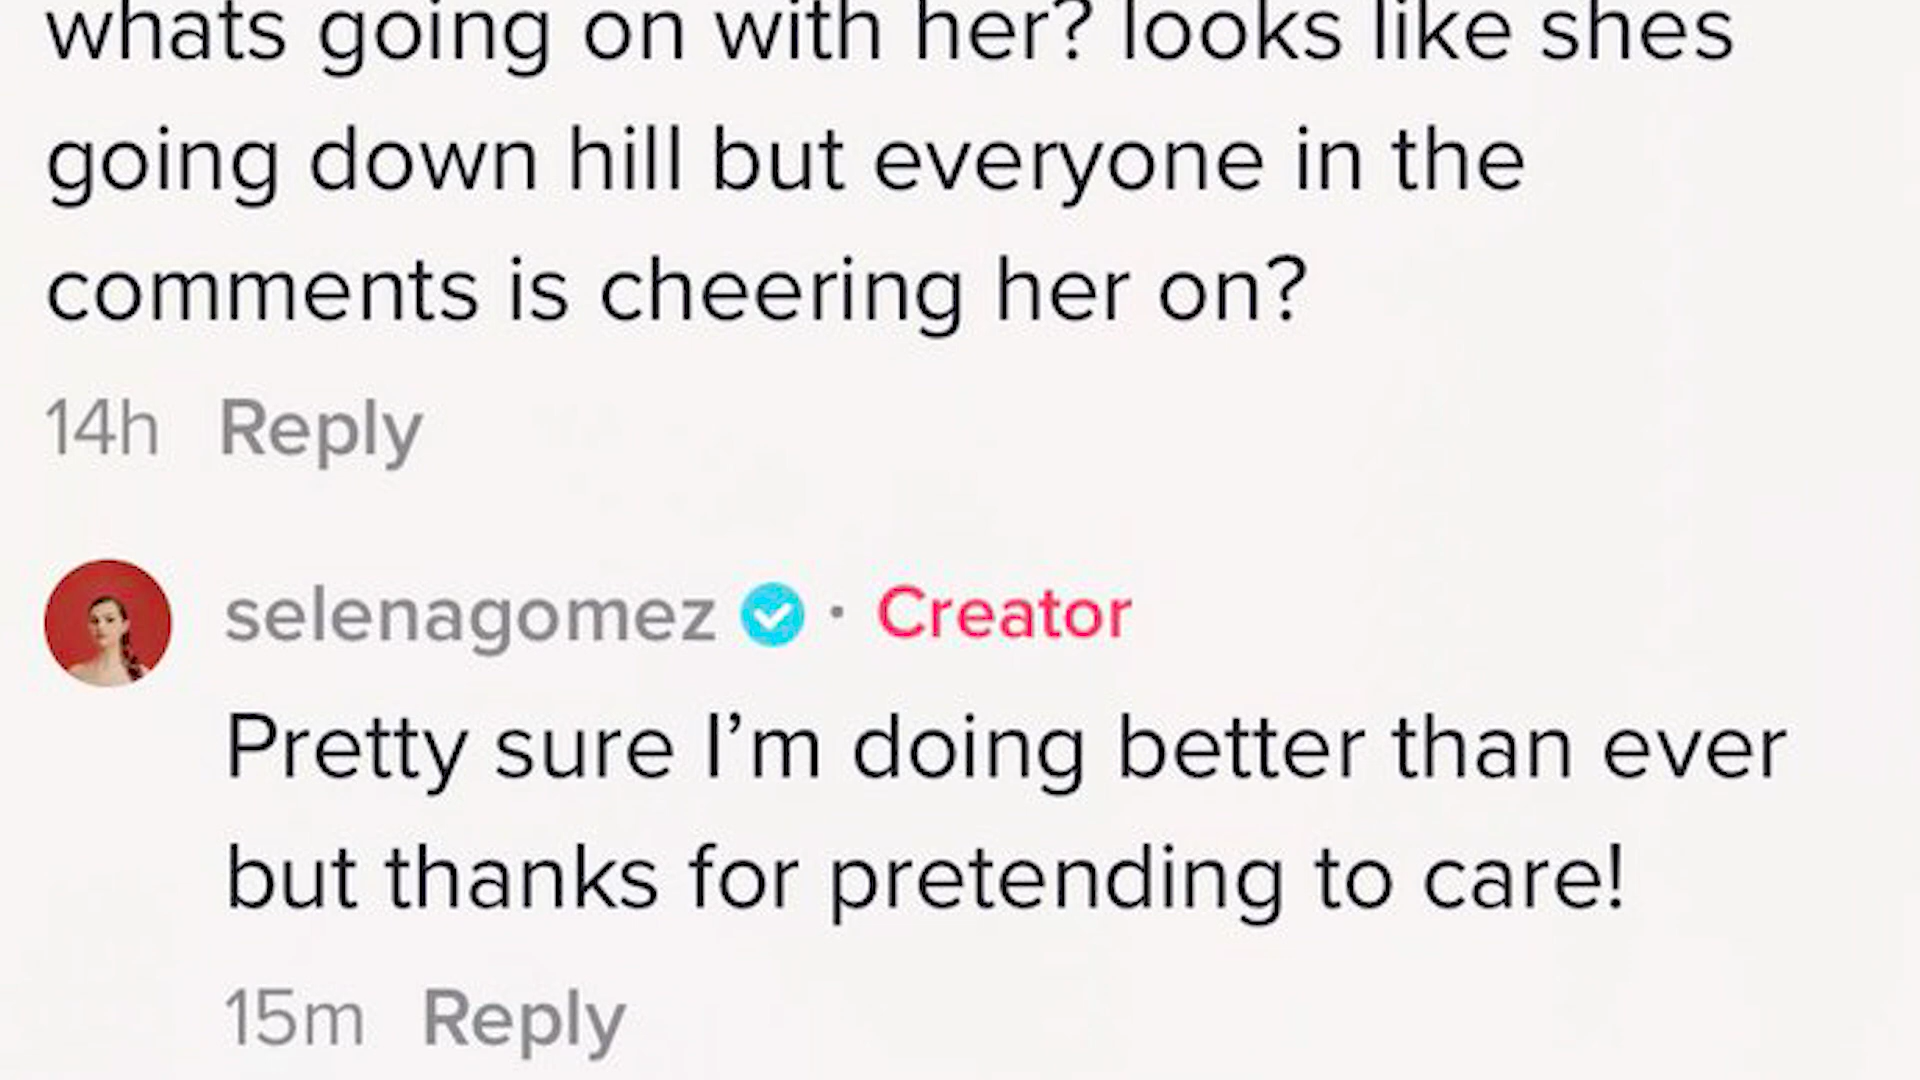 whats going on with her? looks like shes
going down hill but everyone in the
comments is cheering her on?
14h Reply
selenagomez · Creator
Pretty sure I’m doing better than ever
but thanks for pretending to care!
15m Reply